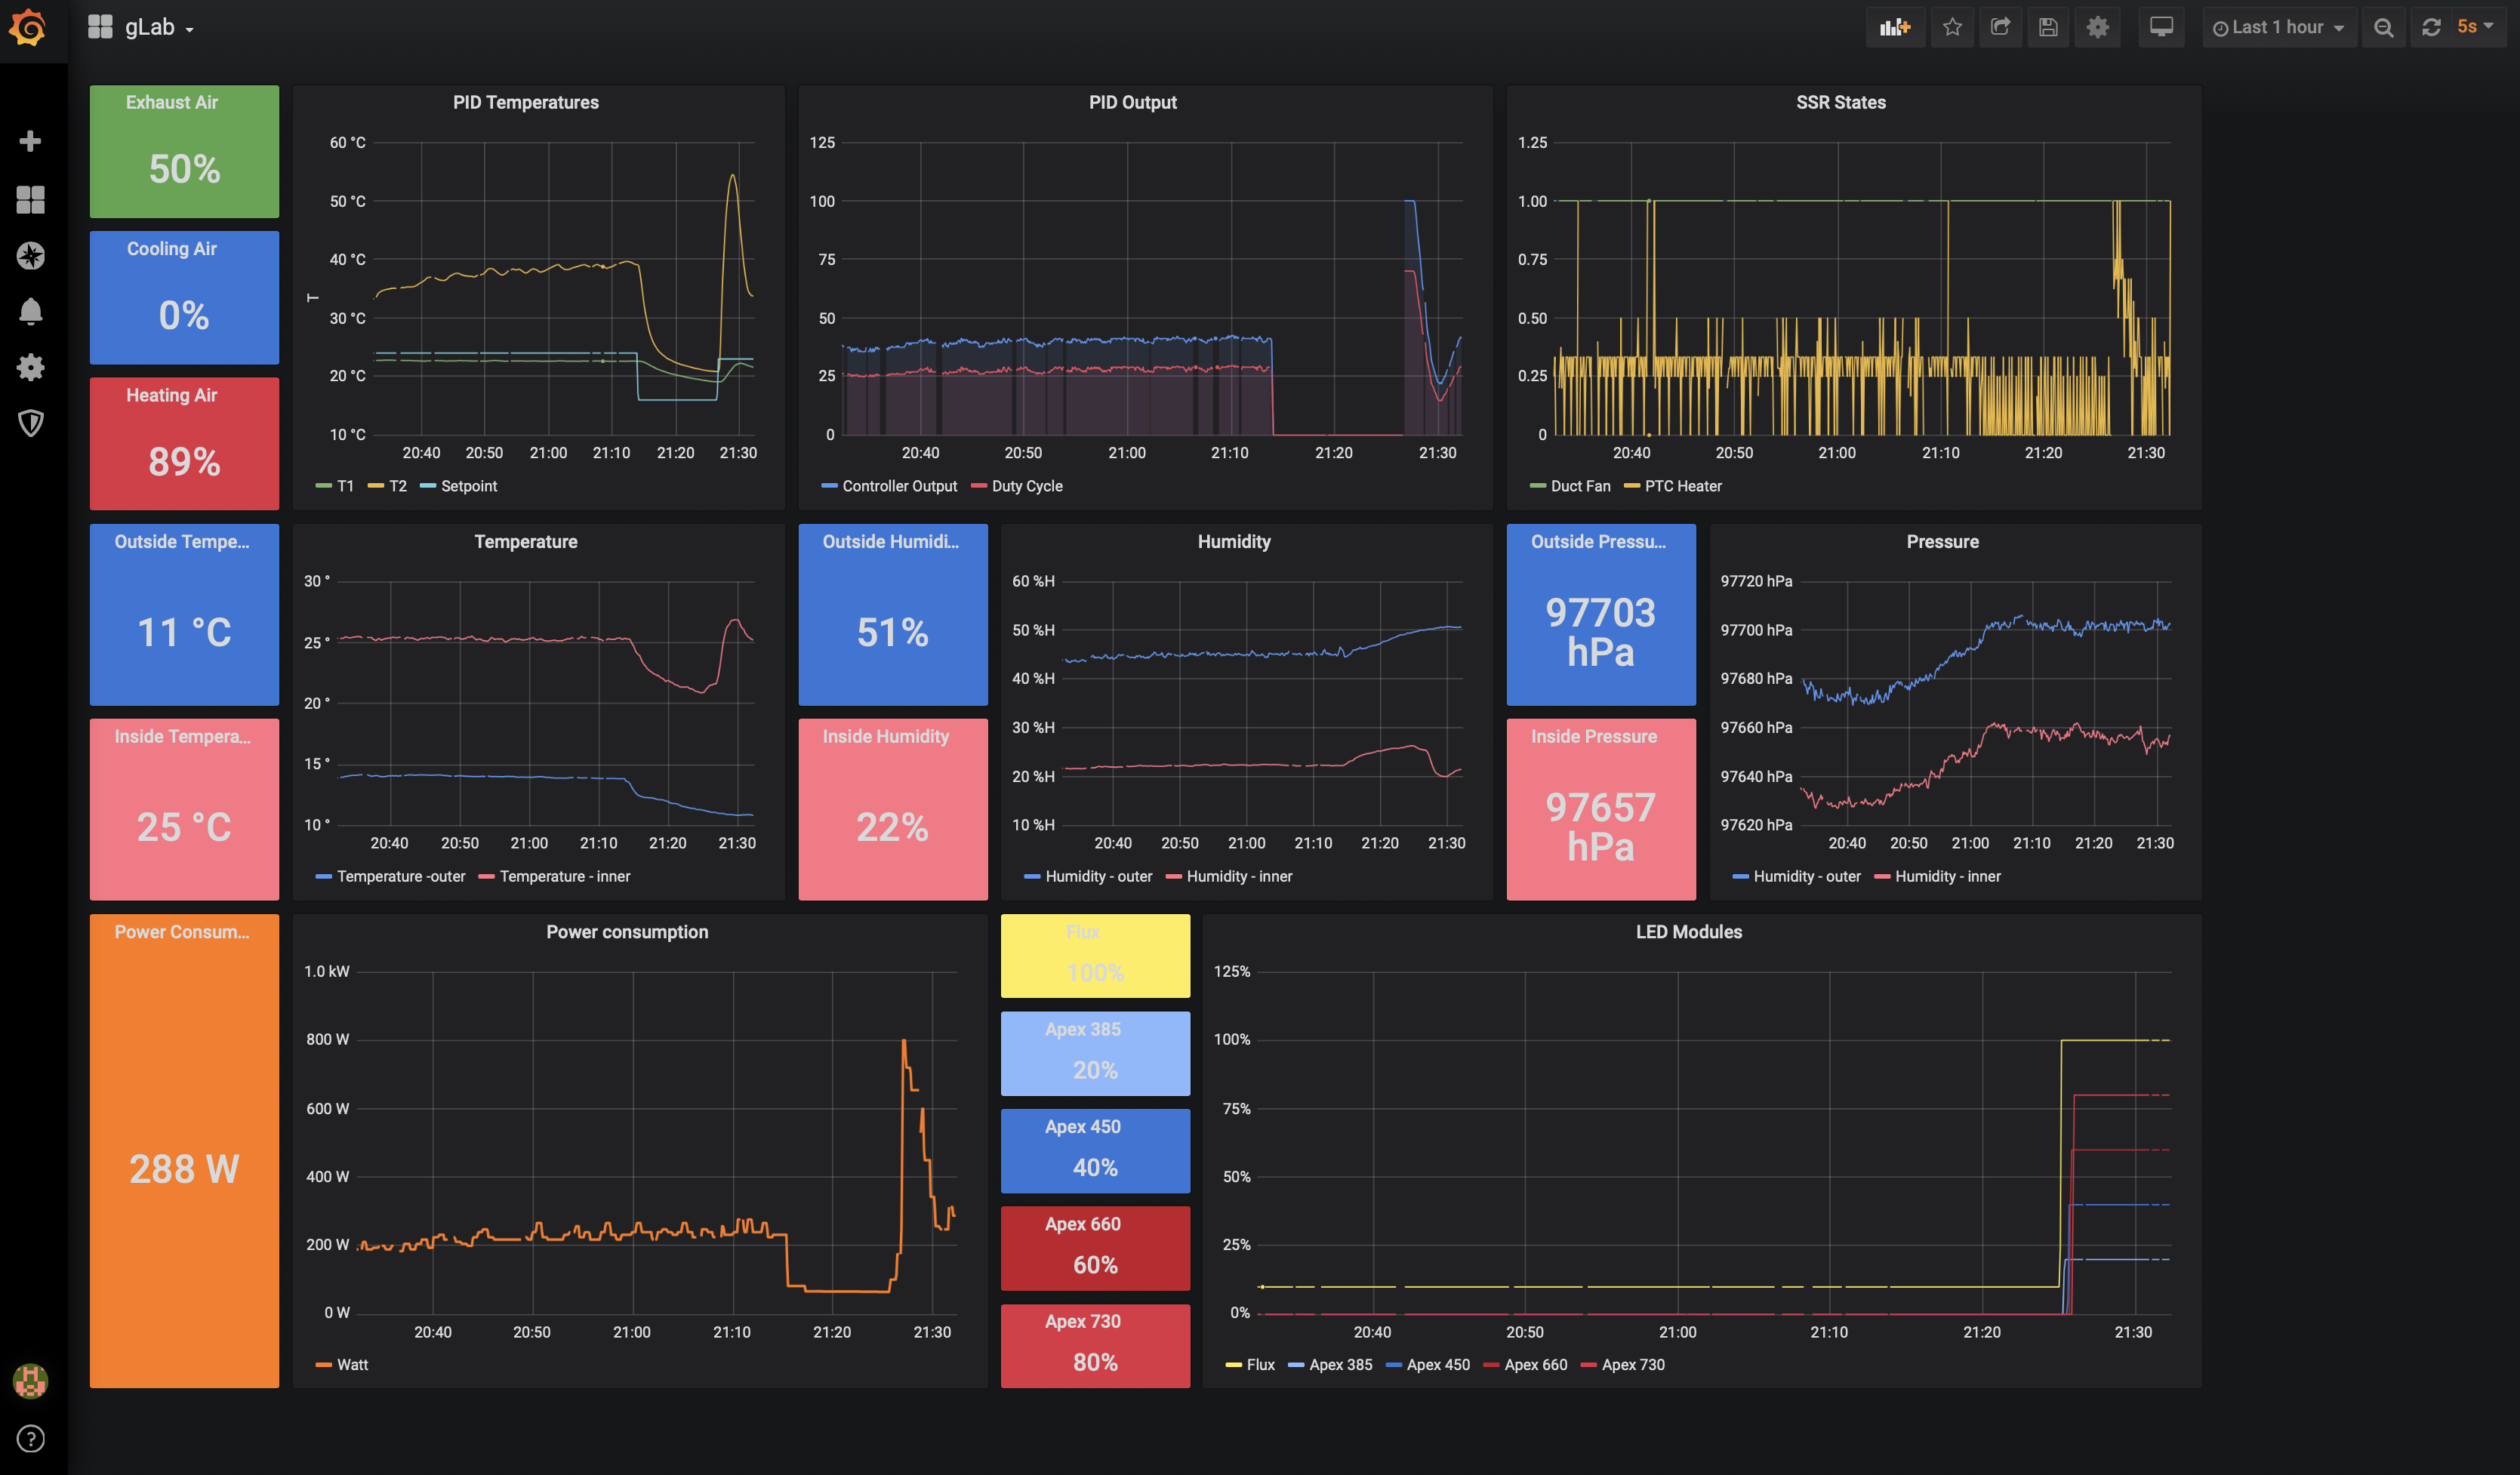 gLab
Last 1 hour
5s
Exhaust Air
50%
Cooling Air
0%
Heating Air
89%
PID Temperatures
60 °C
50 °C
40 °C
30 °C
20 °C
10 °C
T
20:40 20:50 21:00 21:10 21:20 21:30
T1 T2 Setpoint
PID Output
125
100
75
50
25
0
20:40 20:50 21:00 21:10 21:20 21:30
Controller Output Duty Cycle
SSR States
1.25
1.00
0.75
0.50
0.25
0
20:40 20:50 21:00 21:10 21:20 21:30
Duct Fan PTC Heater
Outside Tempe...
11 °C
Inside Tempera...
25 °C
Temperature
30 °
25 °
20 °
15 °
10 °
20:40 20:50 21:00 21:10 21:20 21:30
Temperature -outer Temperature - inner
Outside Humidi...
51%
Inside Humidity
22%
Humidity
60 %H
50 %H
40 %H
30 %H
20 %H
10 %H
20:40 20:50 21:00 21:10 21:20 21:30
Humidity - outer Humidity - inner
Outside Pressu...
97703
hPa
Inside Pressure
97657
hPa
Pressure
97720 hPa
97700 hPa
97680 hPa
97660 hPa
97640 hPa
97620 hPa
20:40 20:50 21:00 21:10 21:20 21:30
Humidity - outer Humidity - inner
Power Consum...
288 W
Power consumption
1.0 kW
800 W
600 W
400 W
200 W
0 W
20:40 20:50 21:00 21:10 21:20 21:30
Watt
Flux
100%
Apex 385
20%
Apex 450
40%
Apex 660
60%
Apex 730
80%
LED Modules
125%
100%
75%
50%
25%
0%
20:40 20:50 21:00 21:10 21:20 21:30
Flux Apex 385 Apex 450 Apex 660 Apex 730
?